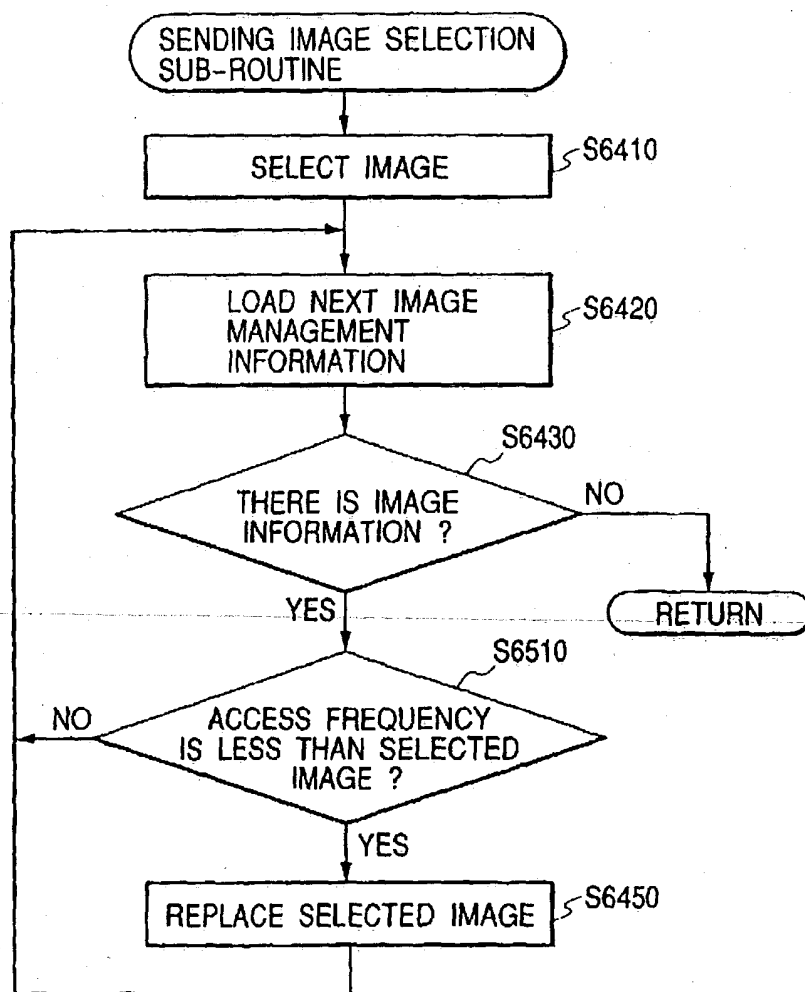 SENDING IMAGE SELECTION
SUB-ROUTINE
SELECT IMAGE
S6410
LOAD NEXT IMAGE
MANAGEMENT
INFORMATION
S6420
S6430
THERE IS IMAGE
INFORMATION ?
NO
YES
RETURN
S6510
NO
ACCESS FREQUENCY
IS LESS THAN SELECTED
IMAGE ?
YES
REPLACE SELECTED IMAGE
S6450